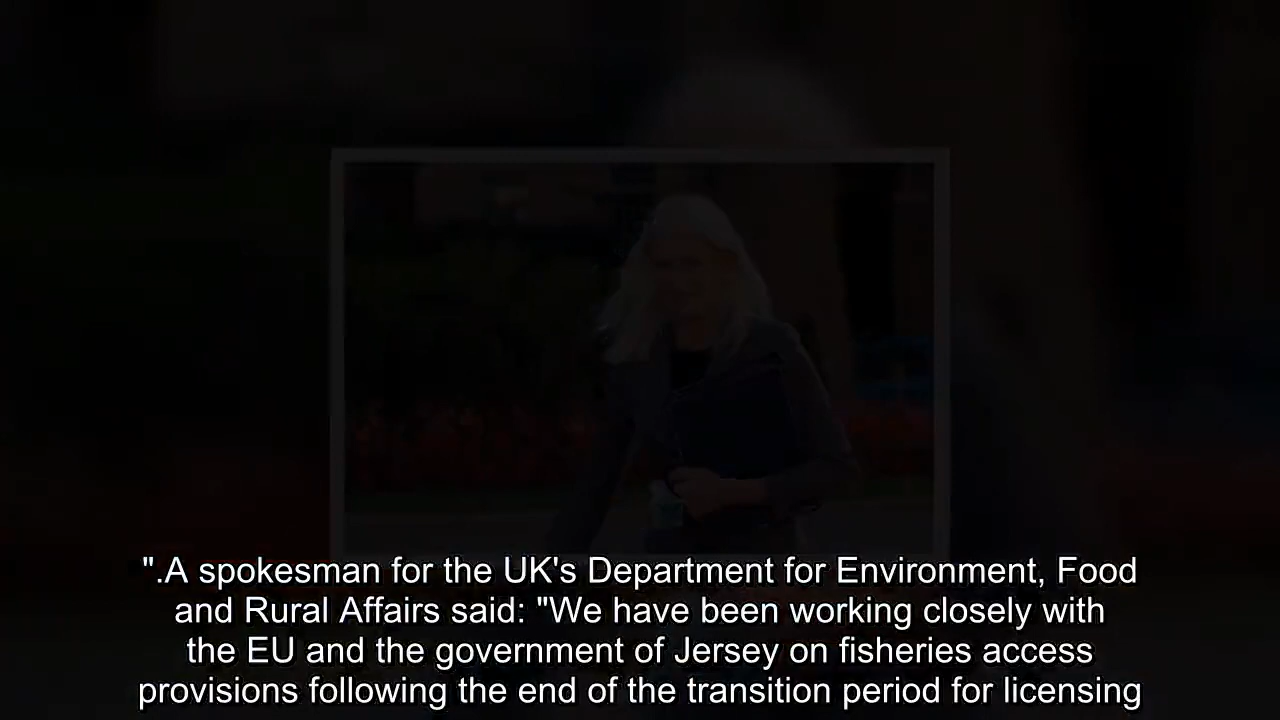 ".A spokesman for the UK's Department for Environment, Food
and Rural Affairs said: "We have been working closely with
the EU and the government of Jersey on fisheries access
provisions following the end of the transition period for licensing